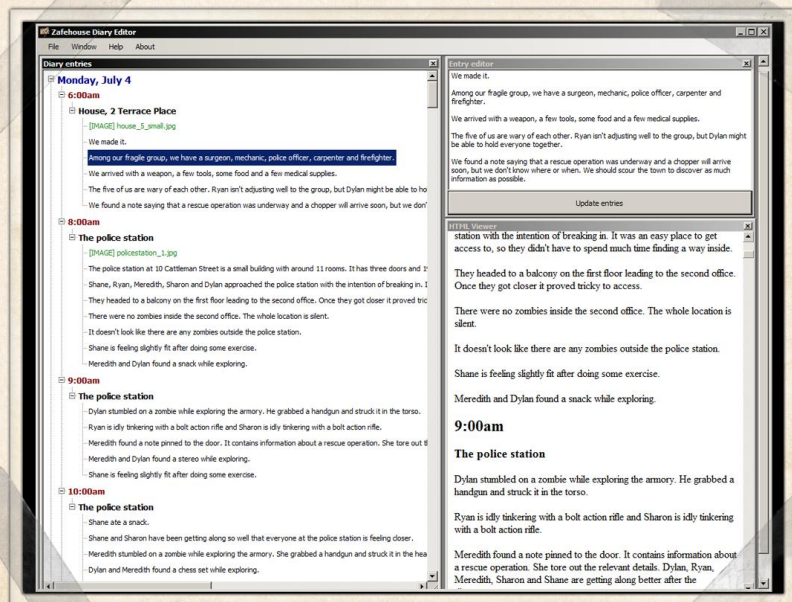 Zafehouse Diary Editor
File Window Help About
Diary entries
Monday, July 4
6:00am
House, 2 Terrace Place
[IMAGE] house_5_small.jpg
We made it.
Among our fragile group, we have a surgeon, mechanic, police officer, carpenter and firefighter.
We arrived with a weapon, a few tools, some food and a few medical supplies.
The five of us are wary of each other. Ryan isn't adjusting well to the group, but Dylan might be able to ho
We found a note saying that a rescue operation was underway and a chopper will arrive soon, but we don'
8:00am
The police station
[IMAGE] policestation_1.jpg
The police station at 10 Cattleman Street is a small building with around 11 rooms. It has three doors and 1
Shane, Ryan, Meredith, Sharon and Dylan approached the police station with the intention of breaking in. I
They headed to a balcony on the first floor leading to the second office. Once they got closer it proved tric
There were no zombies inside the second office. The whole location is silent.
It doesn't look like there are any zombies outside the police station.
Shane is feeling slightly fit after doing some exercise.
Meredith and Dylan found a snack while exploring.
9:00am
The police station
Dylan stumbled on a zombie while exploring the armory. He grabbed a handgun and struck it in the torso.
Ryan is idly tinkering with a bolt action rifle and Sharon is idly tinkering with a bolt action rifle.
Meredith found a note pinned to the door. It contains information about a rescue operation. She tore out t
Meredith and Dylan found a stereo while exploring.
Shane is feeling slightly fit after doing some exercise.
10:00am
The police station
Shane ate a snack.
Shane and Sharon have been getting along so well that everyone at the police station is feeling closer.
Meredith stumbled on a zombie while exploring the armory. She grabbed a handgun and struck it in the hea
Dylan and Meredith found a chess set while exploring.
Entry editor
We made it.
Among our fragile group, we have a surgeon, mechanic, police officer, carpenter and
firefighter.
We arrived with a weapon, a few tools, some food and a few medical supplies.
The five of us are wary of each other. Ryan isn't adjusting well to the group, but Dylan might
be able to hold everyone together.
We found a note saying that a rescue operation was underway and a chopper will arrive
soon, but we don't know where or when. We should scour the town to discover as much
information as possible.
Update entries
HTML Viewer
station with the intention of breaking in. It was an easy place to get
access to, so they didn't have to spend much time finding a way inside.
They headed to a balcony on the first floor leading to the second office.
Once they got closer it proved tricky to access.
There were no zombies inside the second office. The whole location is
silent.
It doesn't look like there are any zombies outside the police station.
Shane is feeling slightly fit after doing some exercise.
Meredith and Dylan found a snack while exploring.
9:00am
The police station
Dylan stumbled on a zombie while exploring the armory. He grabbed a
handgun and struck it in the torso.
Ryan is idly tinkering with a bolt action rifle and Sharon is idly tinkering
with a bolt action rifle.
Meredith found a note pinned to the door. It contains information about
a rescue operation. She tore out the relevant details. Dylan, Ryan,
Meredith, Sharon and Shane are getting along better after the